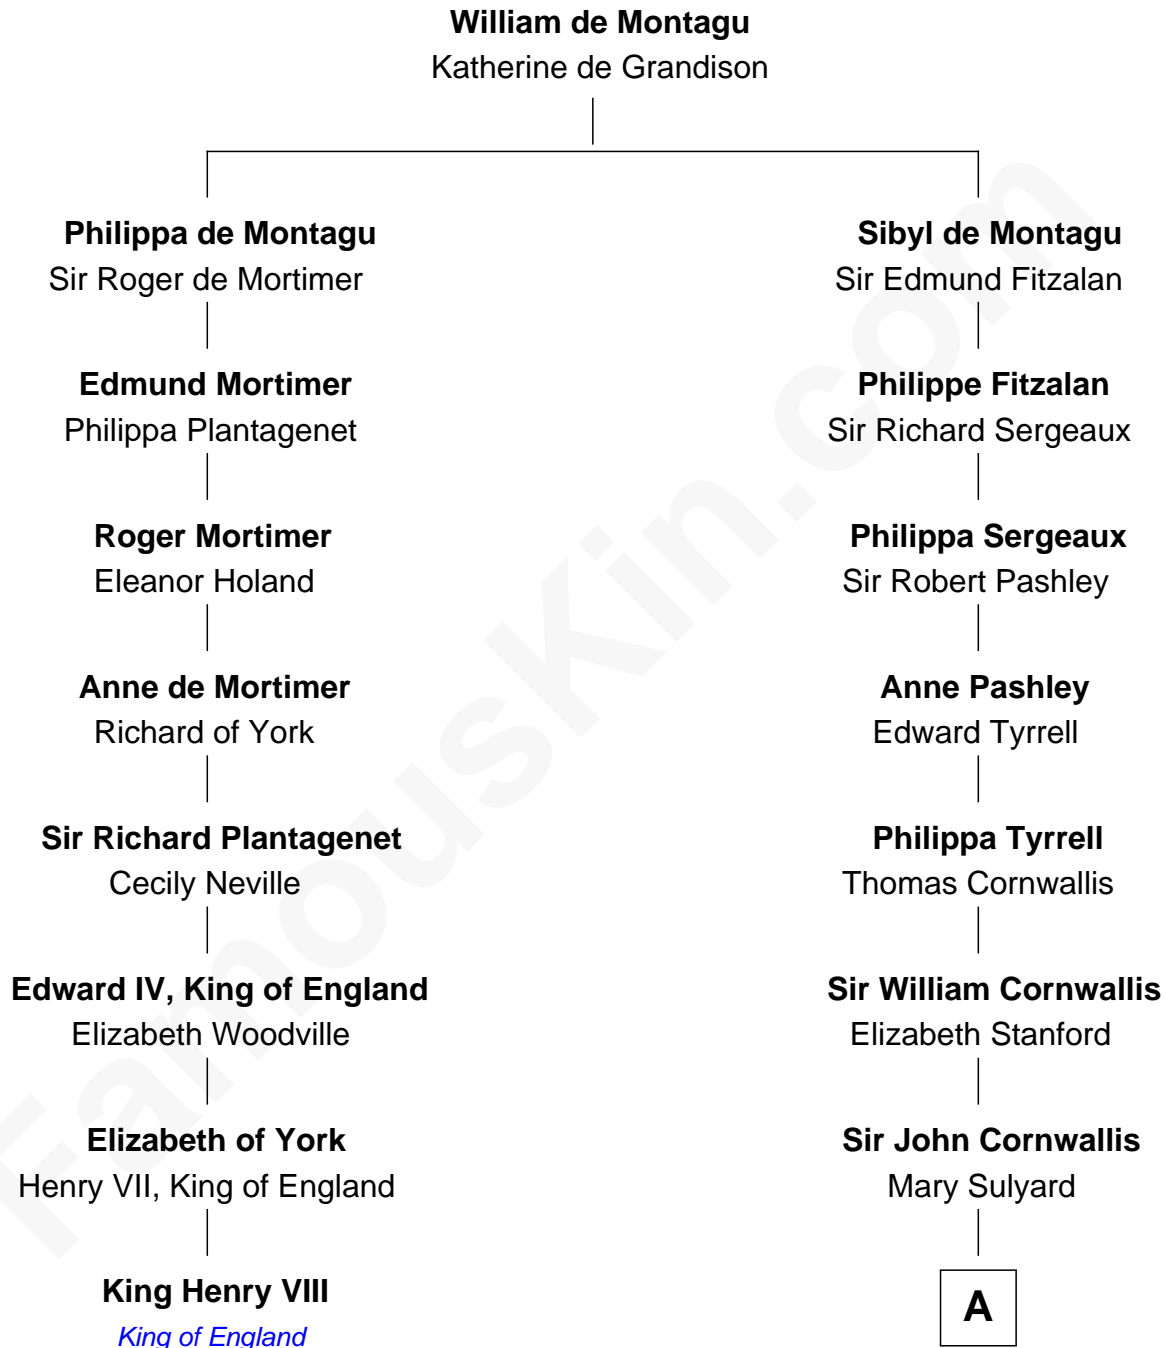 William de Montagu
Katherine de Grandison
Philippa de Montagu
Sir Roger de Mortimer
Sibyl de Montagu
Sir Edmund Fitzalan
Edmund Mortimer
Philippa Plantagenet
Philippe Fitzalan
Sir Richard Sergeaux
Roger Mortimer
Eleanor Holand
Philippa Sergeaux
Sir Robert Pashley
Anne de Mortimer
Richard of York
Anne Pashley
Edward Tyrrell
Sir Richard Plantagenet
Cecily Neville
Philippa Tyrrell
Thomas Cornwallis
Edward IV, King of England
Elizabeth Woodville
Sir William Cornwallis
Elizabeth Stanford
Elizabeth of York
Henry VII, King of England
Sir John Cornwallis
Mary Sulyard
King Henry VIII
King of England
A
FamousKin.com